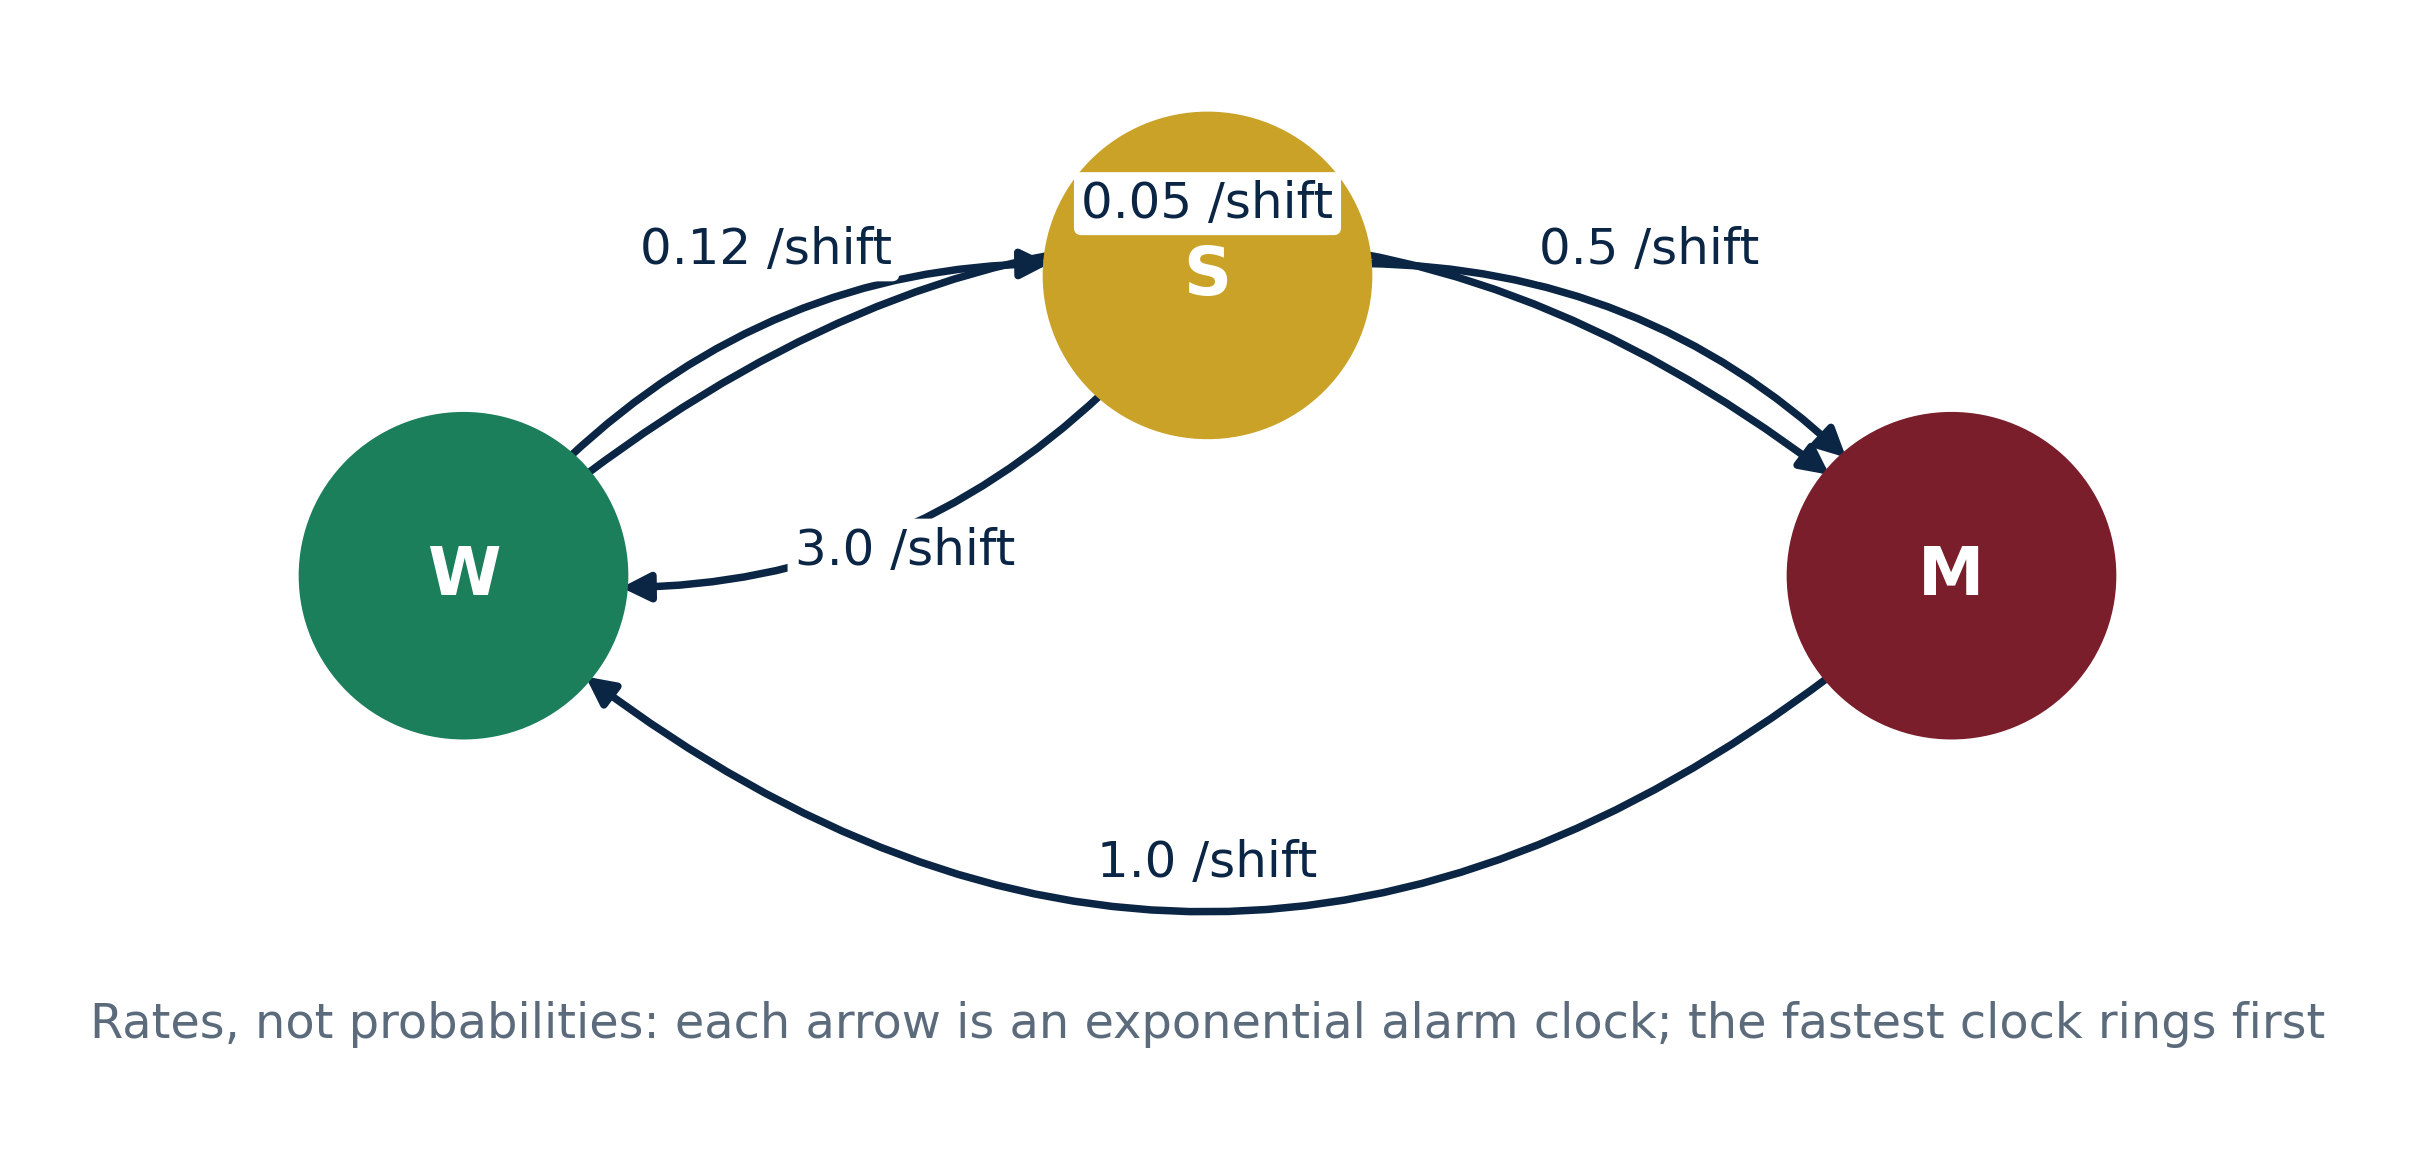 0.05 /shift
0.12 /shift
0.5 /shift
S
3.0 /shift
W
M
1.0 /shift
Rates, not probabilities: each arrow is an exponential alarm clock; the fastest clock rings first